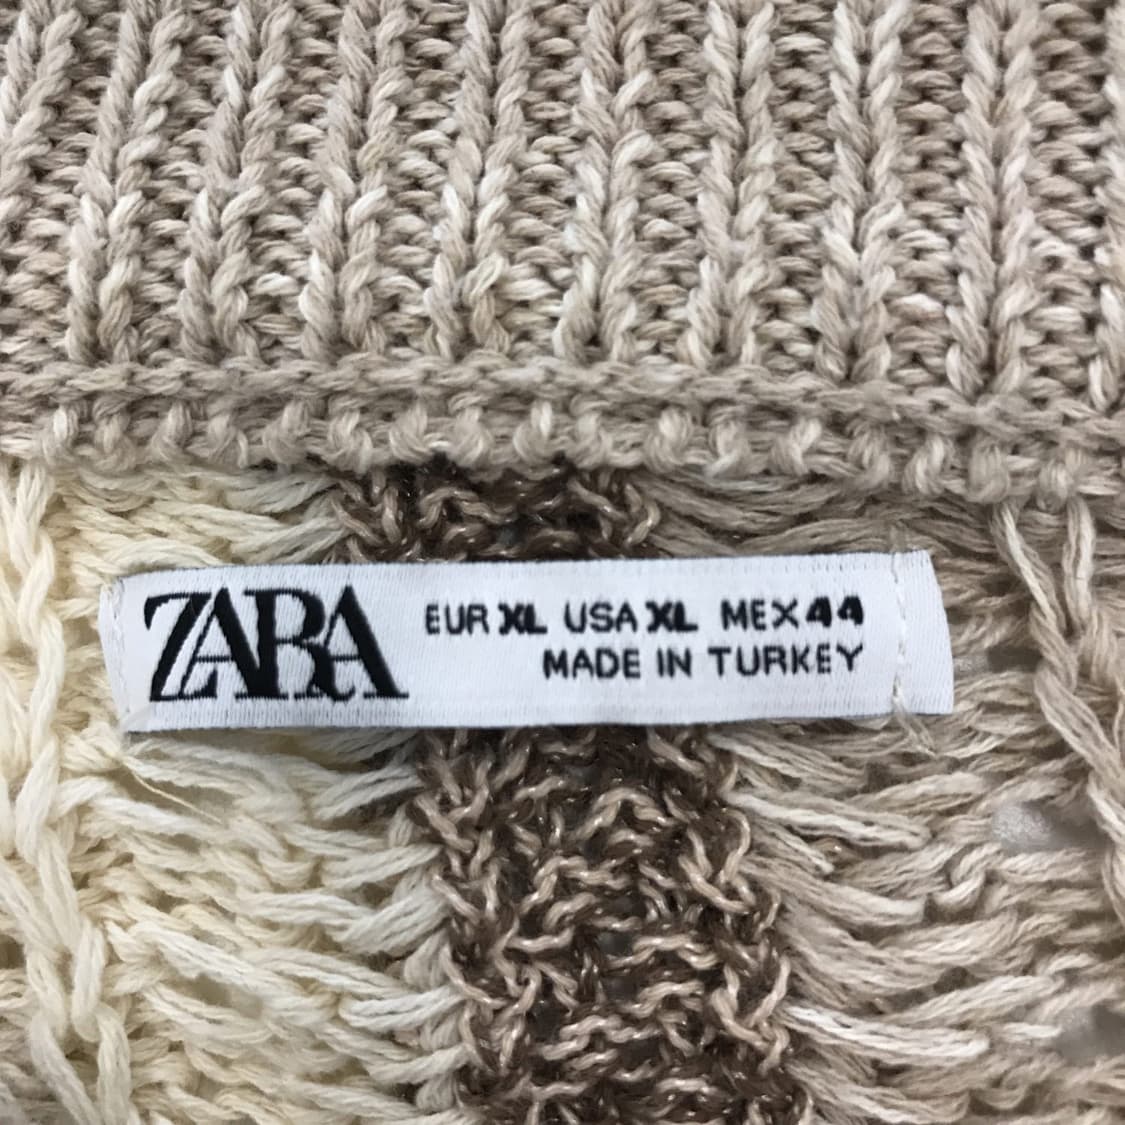 ZARA
EUR XL USA XL MEX 44
MADE IN TURKEY